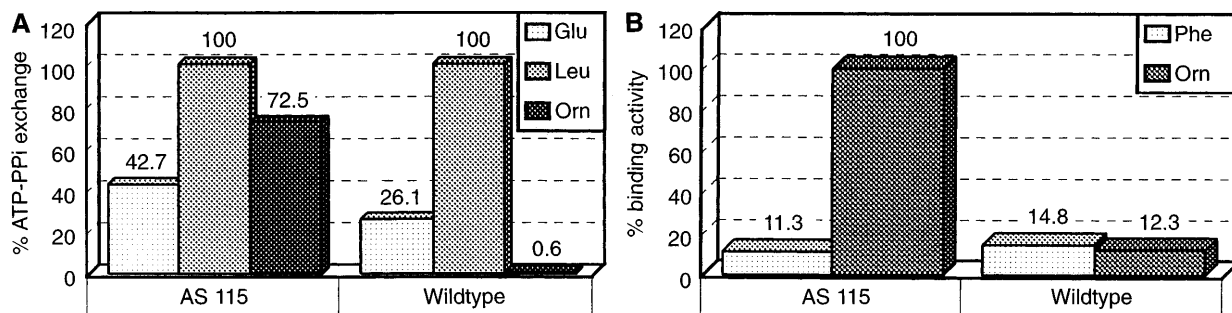 A
% ATP-PPi exchange
120
100
80
60
40
20
0
42.7
100
72.5
26.1
100
0.6
Glu
Leu
Orn
AS 115
Wildtype
B
% binding activity
120
100
80
60
40
20
0
11.3
100
14.8
12.3
Phe
Orn
AS 115
Wildtype